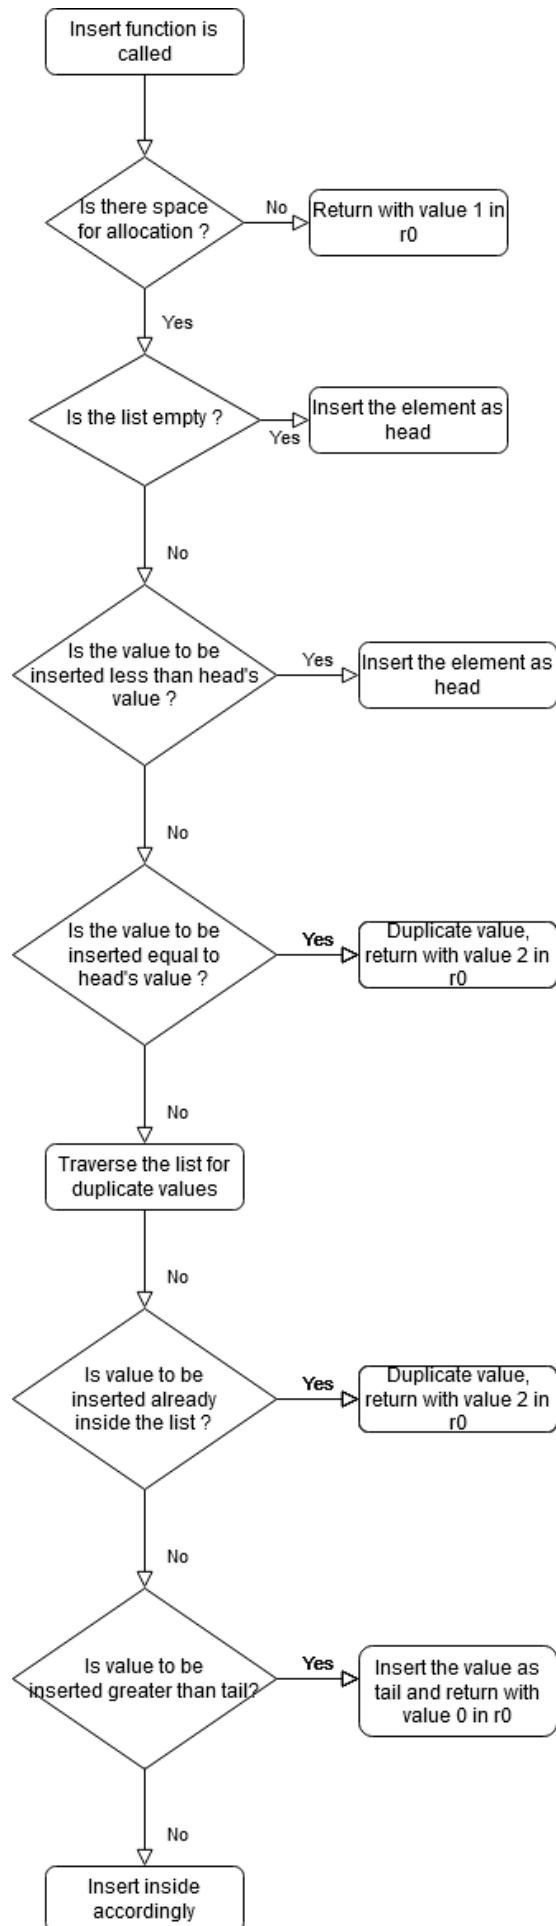 Insert function is
called
Is there space
for allocation ?
No
Return with value 1 in
r0
Yes
Is the list empty ?
Yes
Insert the element as
head
No
Is the value to be
inserted less than head's
value ?
Yes
Insert the element as
head
No
Is the value to be
inserted equal to
head's value ?
Yes
Duplicate value,
return with value 2 in
r0
No
Traverse the list for
duplicate values
No
Is value to be
inserted already
inside the list ?
Yes
Duplicate value,
return with value 2 in
r0
No
Is value to be
inserted greater than tail?
Yes
Insert the value as
tail and return with
value 0 in r0
No
Insert inside
accordingly